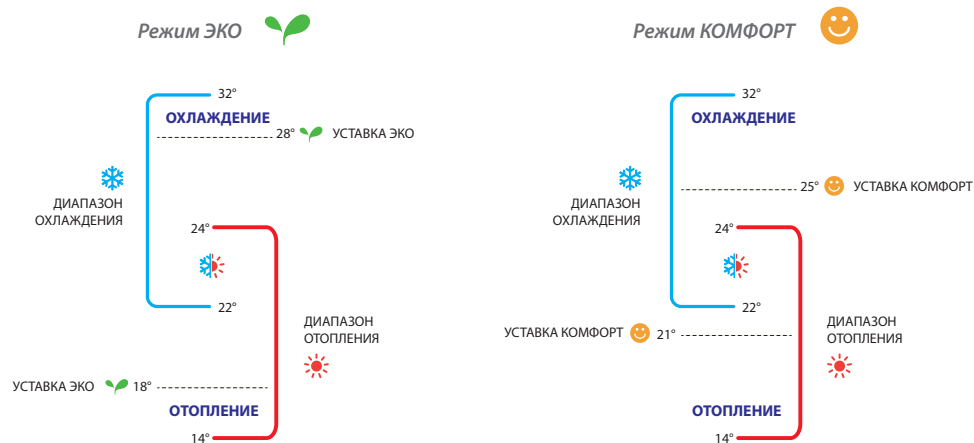 Режим ЭКО
32°
ОХЛАЖДЕНИЕ
28° УСТАВКА ЭКО
ДИАПАЗОН
ОХЛАЖДЕНИЯ
24°
22°
ДИАПАЗОН
ОТОПЛЕНИЯ
УСТАВКА ЭКО 18°
ОТОПЛЕНИЕ
14°
Режим КОМФОРТ
32°
ОХЛАЖДЕНИЕ
25° УСТАВКА КОМФОРТ
ДИАПАЗОН
ОХЛАЖДЕНИЯ
24°
22°
УСТАВКА КОМФОРТ 21°
ДИАПАЗОН
ОТОПЛЕНИЯ
ОТОПЛЕНИЕ
14°